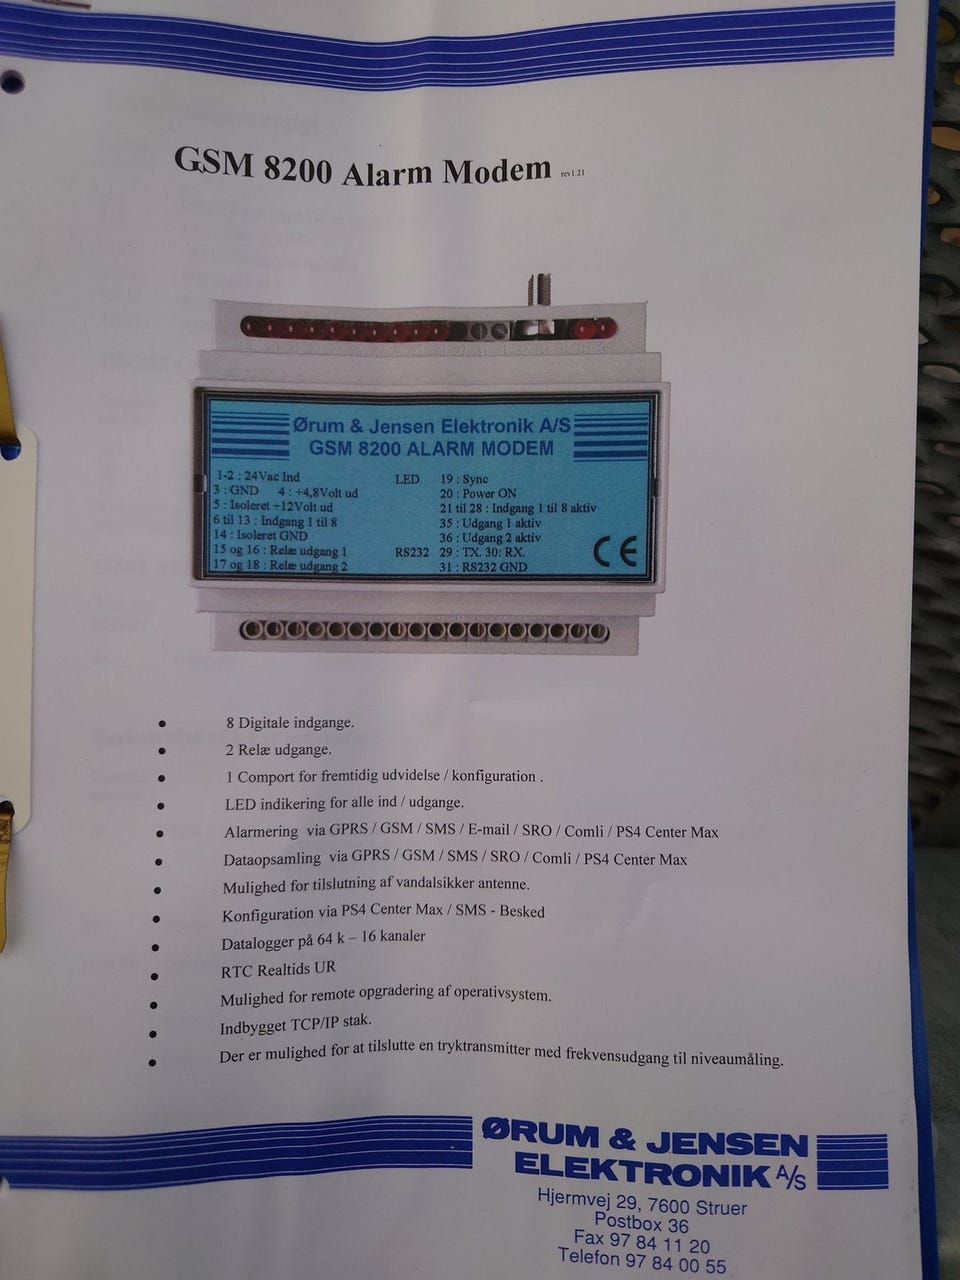 GSM 8200 Alarm Modem rev1.21
Ørum & Jensen Elektronik A/S
GSM 8200 ALARM MODEM
1-2 : 24Vac Ind
3 : GND 4 : +4,8Volt ud
5 : Isoleret +12Volt ud
6 til 13 : Indgang 1 til 8
14 : Isoleret GND
15 og 16 : Relæ udgang 1
17 og 18 : Relæ udgang 2
LED 19 : Sync
20 : Power ON
21 til 28 : Indgang 1 til 8 aktiv
35 : Udgang 1 aktiv
36 : Udgang 2 aktiv
RS232 29 : TX. 30: RX.
31 : RS232 GND
CE
• 8 Digitale indgange.
• 2 Relæ udgange.
• 1 Comport for fremtidig udvidelse / konfiguration .
• LED indikering for alle ind / udgange.
• Alarmering via GPRS / GSM / SMS / E-mail / SRO / Comli / PS4 Center Max
• Dataopsamling via GPRS / GSM / SMS / SRO / Comli / PS4 Center Max
• Mulighed for tilslutning af vandalsikker antenne.
• Konfiguration via PS4 Center Max / SMS - Besked
• Datalogger på 64 k – 16 kanaler
• RTC Realtids UR
• Mulighed for remote opgradering af operativsystem.
• Indbygget TCP/IP stak.
• Der er mulighed for at tilslutte en tryktransmitter med frekvensudgang til niveaumåling.
ØRUM & JENSEN
ELEKTRONIK A/S
Hjermvej 29, 7600 Struer
Postbox 36
Fax 97 84 11 20
Telefon 97 84 00 55